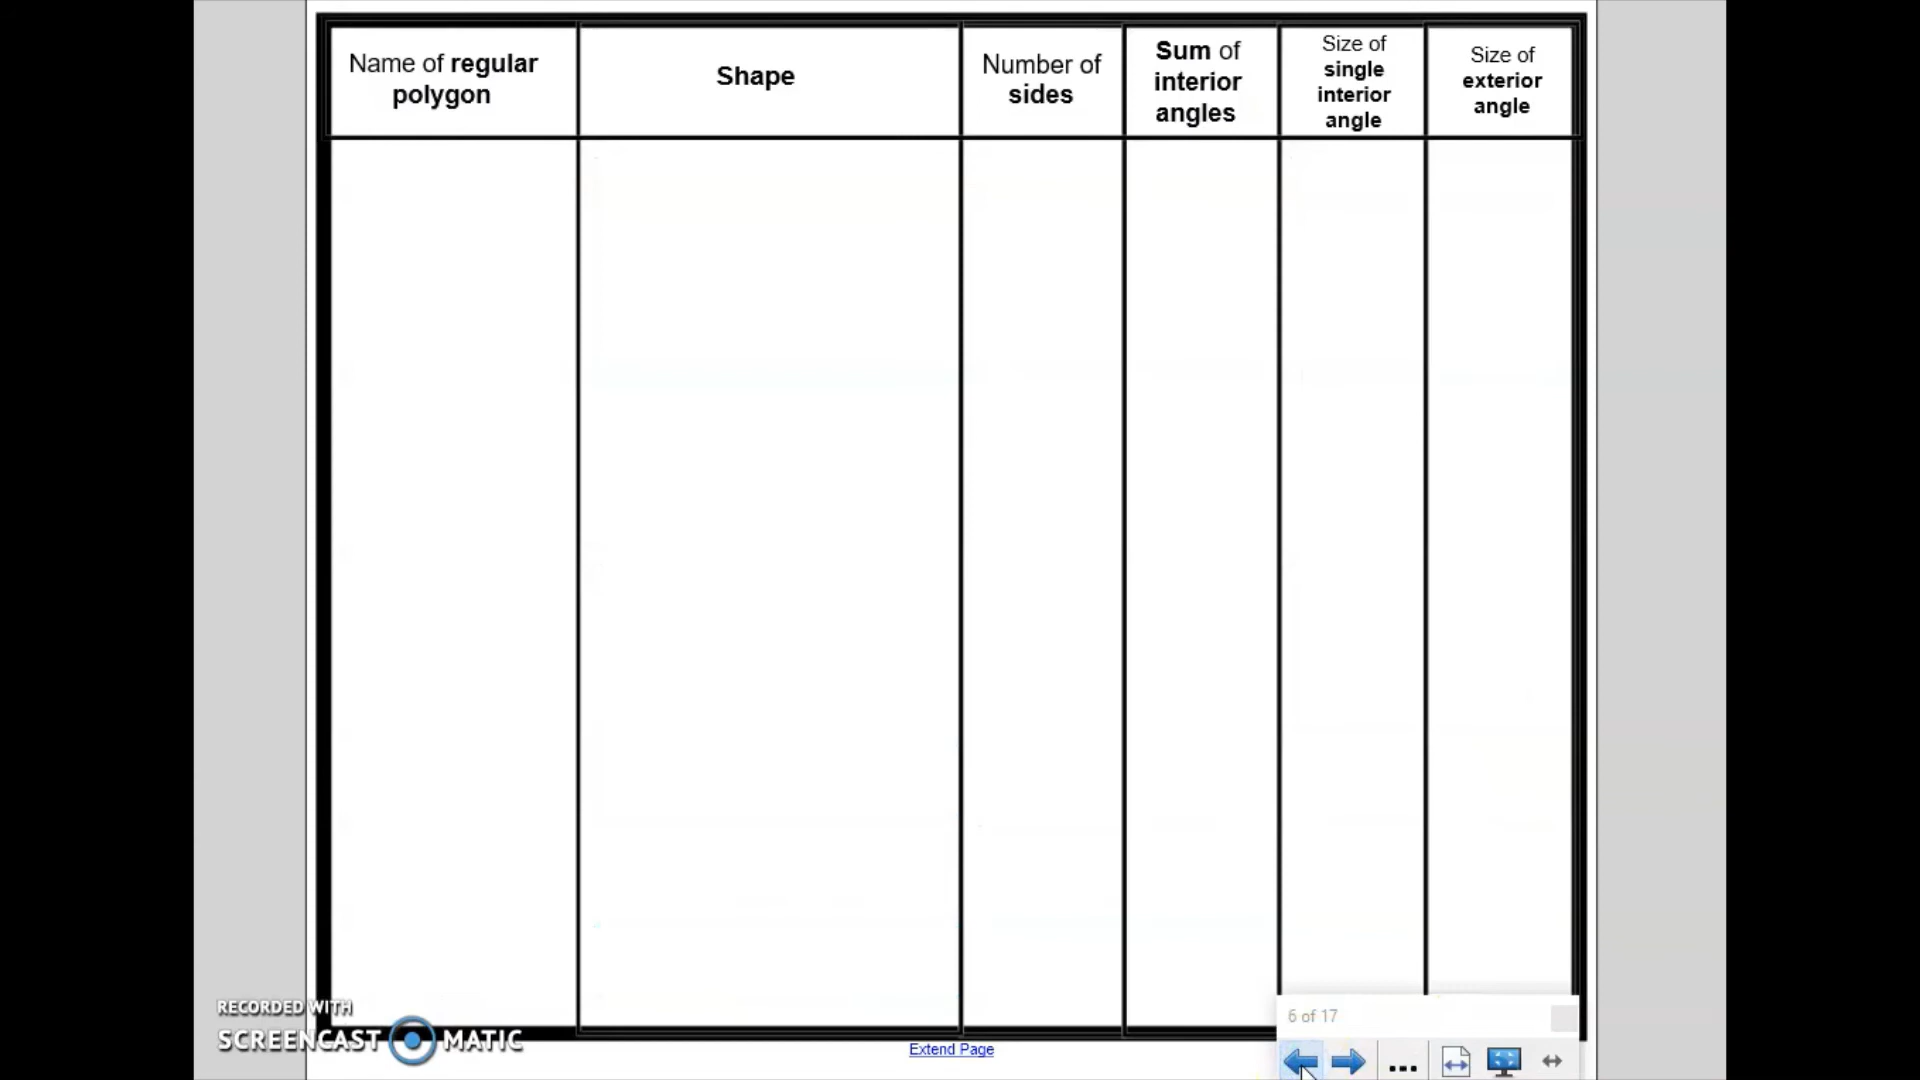 Name of regular
polygon
Shape
Number of
sides
Sum of
interior
angles
Size of
single
interior
angle
Size of
exterior
angle
6 of 17
Extend Page
RECORDED WITH
SCREENCAST MATIC